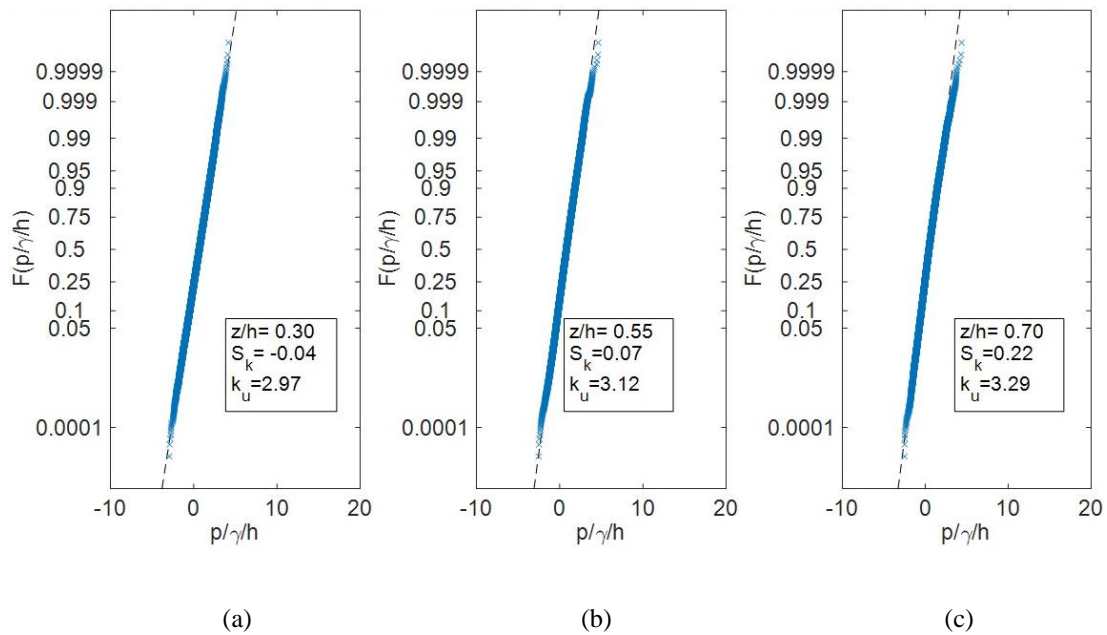 F(p/γ/h)
0.9999
0.999
0.99
0.95
0.9
0.75
0.5
0.25
0.1
0.05
0.0001
z/h= 0.30
S_k= -0.04
k_u=2.97
-10 0 10 20
p/γ/h
(a)
F(p/γ/h)
0.9999
0.999
0.99
0.95
0.9
0.75
0.5
0.25
0.1
0.05
0.0001
z/h= 0.55
S_k=0.07
k_u=3.12
-10 0 10 20
p/γ/h
(b)
F(p/γ/h)
0.9999
0.999
0.99
0.95
0.9
0.75
0.5
0.25
0.1
0.05
0.0001
z/h= 0.70
S_k=0.22
k_u=3.29
-10 0 10 20
p/γ/h
(c)